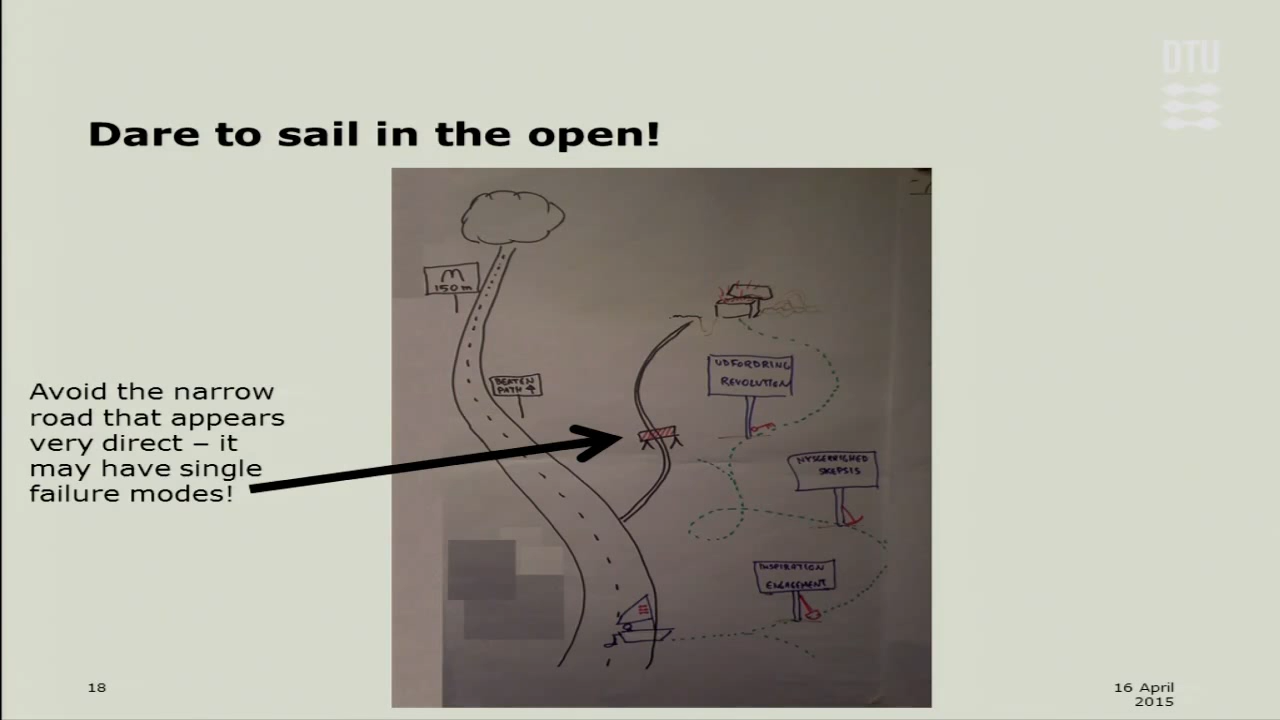 DTU
Dare to sail in the open!
M
150 m
BEATEN
PATH
UDFORDRING
REVOLUTION
Avoid the narrow
road that appears
very direct – it
may have single
failure modes!
NYSGERRIGHED
SKEPSIS
INSPIRATION
ENGAGEMENT
18
16 April
2015